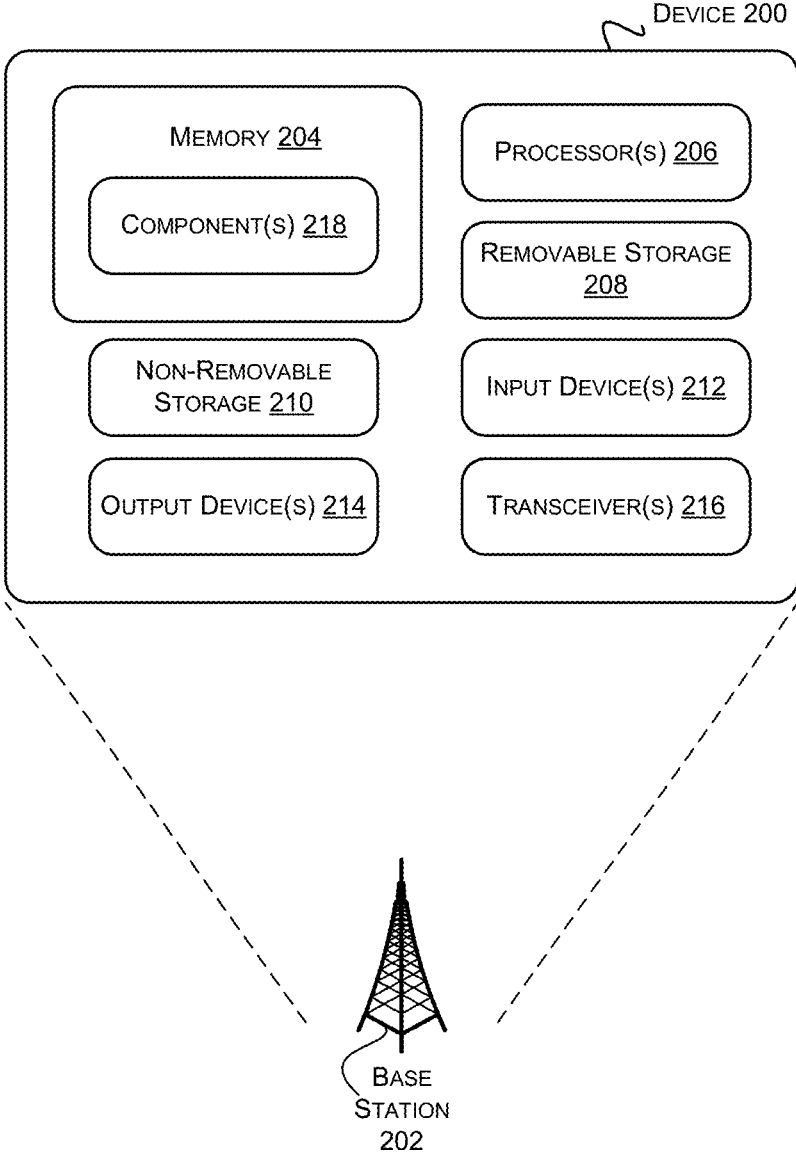 DEVICE 200
MEMORY 204
COMPONENT(S) 218
PROCESSOR(S) 206
REMOVABLE STORAGE
208
NON-REMOVABLE
STORAGE 210
INPUT DEVICE(S) 212
OUTPUT DEVICE(S) 214
TRANSCEIVER(S) 216
BASE
STATION
202